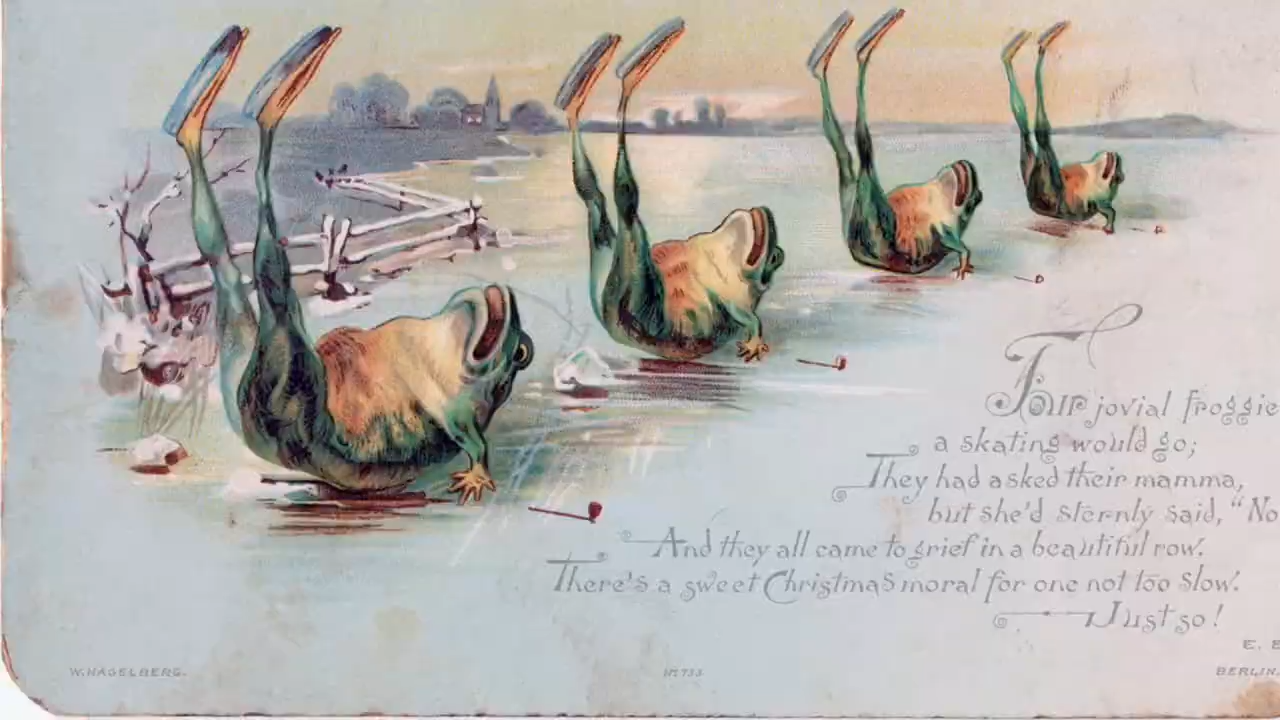 Four jovial froggie
a skating would go;
They had asked their mamma,
but she'd sternly said, "No
And they all came to grief in a beautiful row.
There's a sweet Christmas moral for one not too slow.
Just so!
E. E
W. HAGELBERG.
Nº 733
BERLIN.